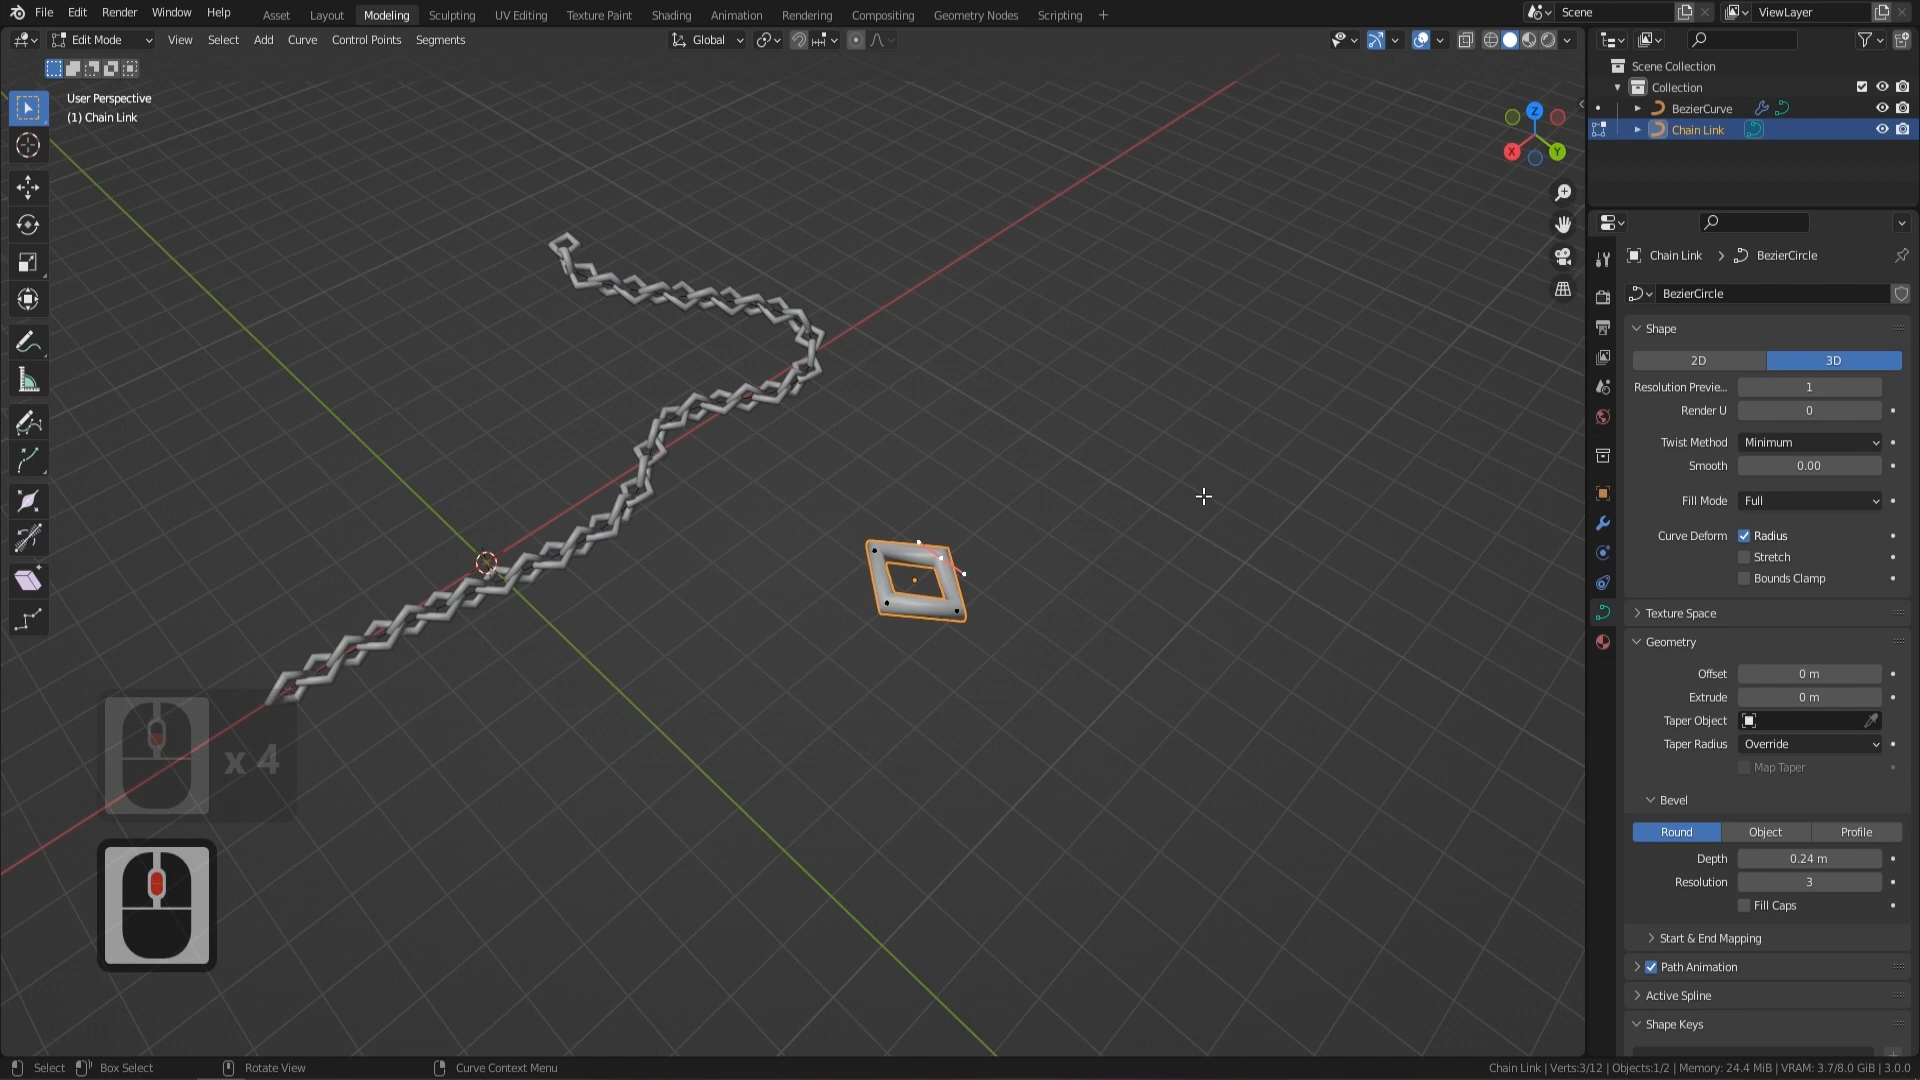 File Edit Render Window Help Asset Layout Modeling Sculpting UV Editing Texture Paint Shading Animation Rendering Compositing Geometry Nodes Scripting + Scene ViewLayer
Edit Mode View Select Add Curve Control Points Segments Global
User Perspective
(1) Chain Link
Scene Collection
Collection
BezierCurve
Chain Link
Z
X
Y
Chain Link > BezierCircle
BezierCircle
Shape
2D 3D
Resolution Previe... 1
Render U 0
Twist Method Minimum
Smooth 0.00
Fill Mode Full
Curve Deform Radius
Stretch
Bounds Clamp
Texture Space
Geometry
Offset 0 m
Extrude 0 m
Taper Object
Taper Radius Override
Map Taper
Bevel
Round Object Profile
Depth 0.24 m
Resolution 3
Fill Caps
Start & End Mapping
Path Animation
Active Spline
Shape Keys
x 4
Select Box Select Rotate View Curve Context Menu Chain Link | Verts:3/12 | Objects:1/2 | Memory: 24.4 MiB | VRAM: 3.7/8.0 GiB | 3.0.0